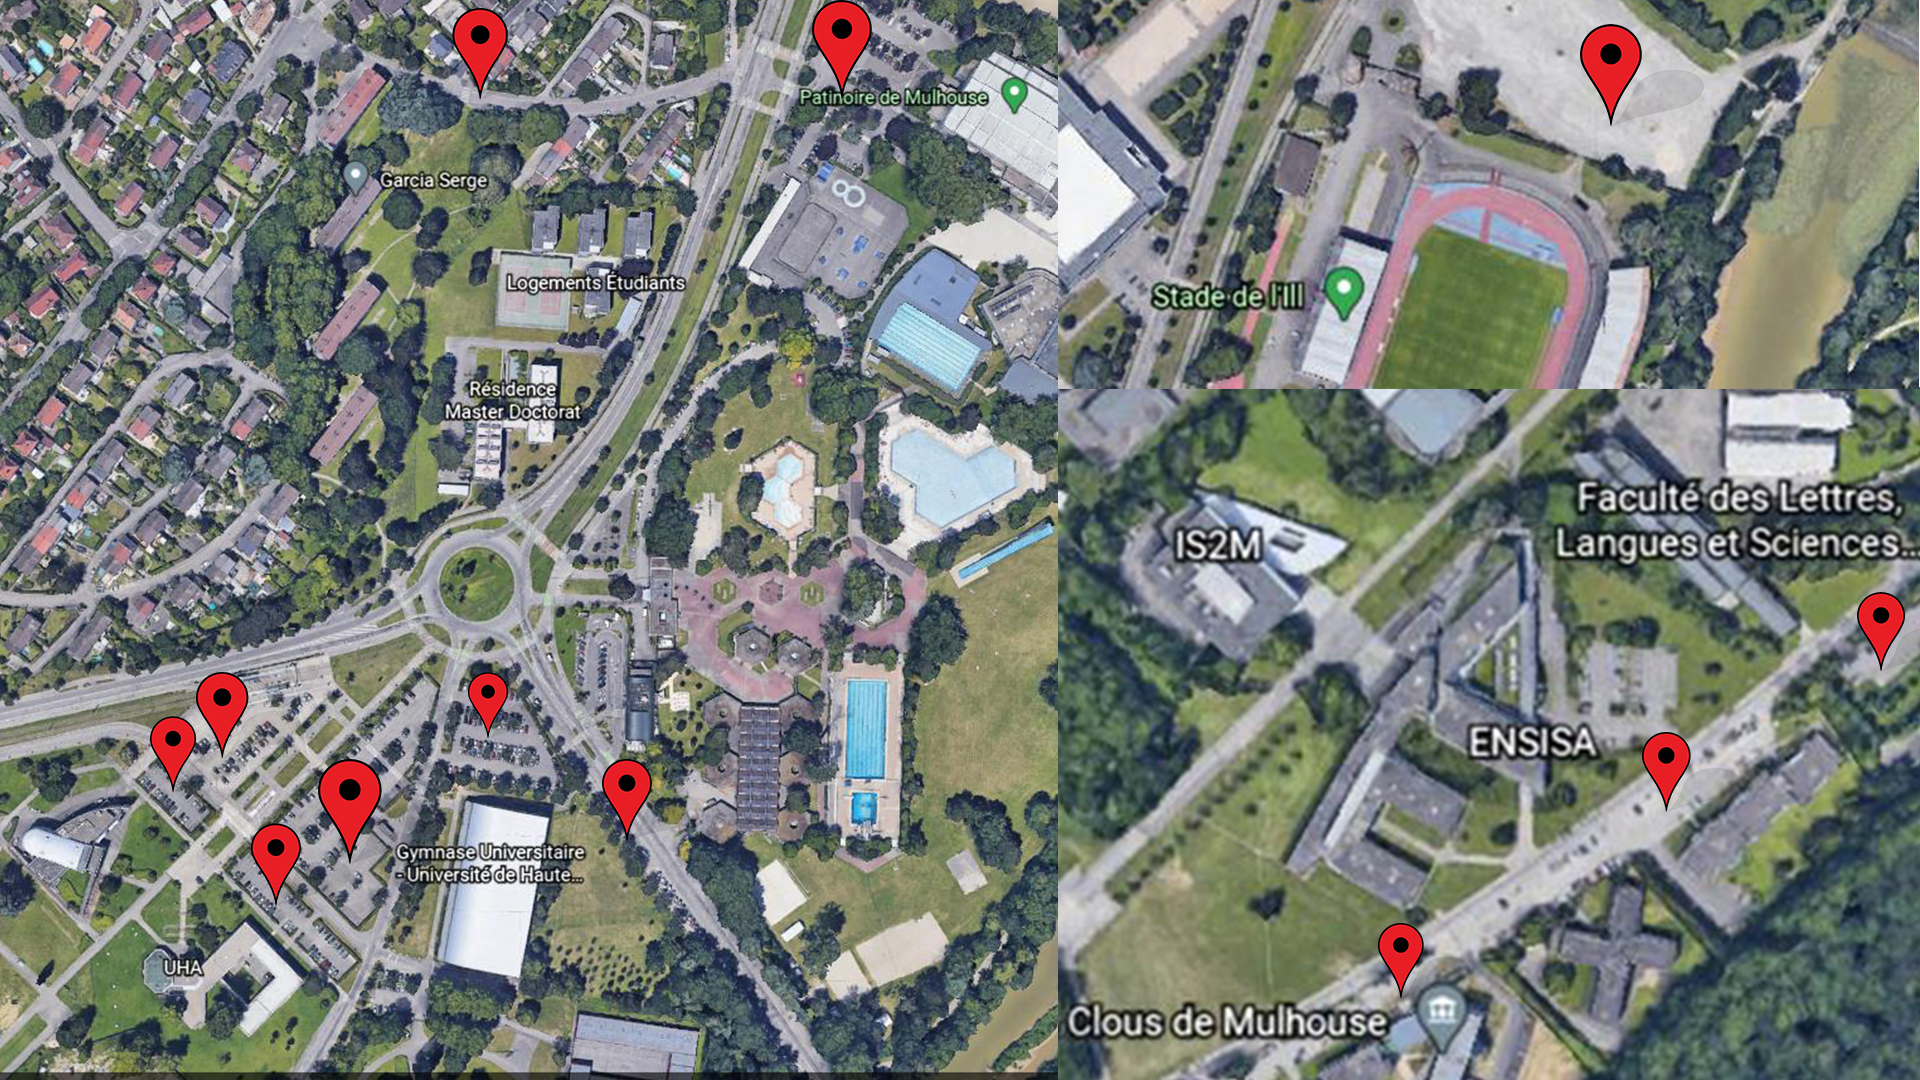 Patinoire de Mulhouse
Garcia Serge
Logements Étudiants
Résidence
Master Doctorat
Gymnase Universitaire
- Université de Haute...
UHA
Stade de l'Ill
IS2M
Faculté des Lettres,
Langues et Sciences...
ENSISA
Clous de Mulhouse